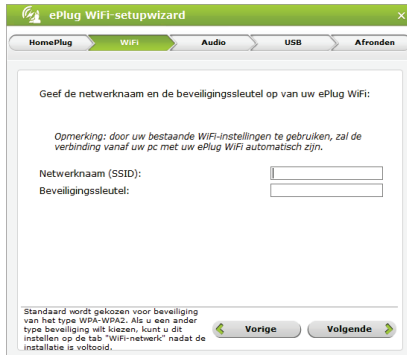 ePlug WiFi-setupwizard
HomePlug WiFi Audio USB Afronden
Geef de netwerknaam en de beveiligingssleutel op van uw ePlug WiFi:
Opmerking: door uw bestaande WiFi-instellingen te gebruiken, zal de
verbinding vanaf uw pc met uw ePlug WiFi automatisch zijn.
Netwerknaam (SSID):
Beveiligingssleutel:
Standaard wordt gekozen voor beveiliging
van het type WPA-WPA2. Als u een ander
type beveiliging wilt kiezen, kunt u dit
instellen op de tab "WiFi-netwerk" nadat de
installatie is voltooid.
Vorige Volgende